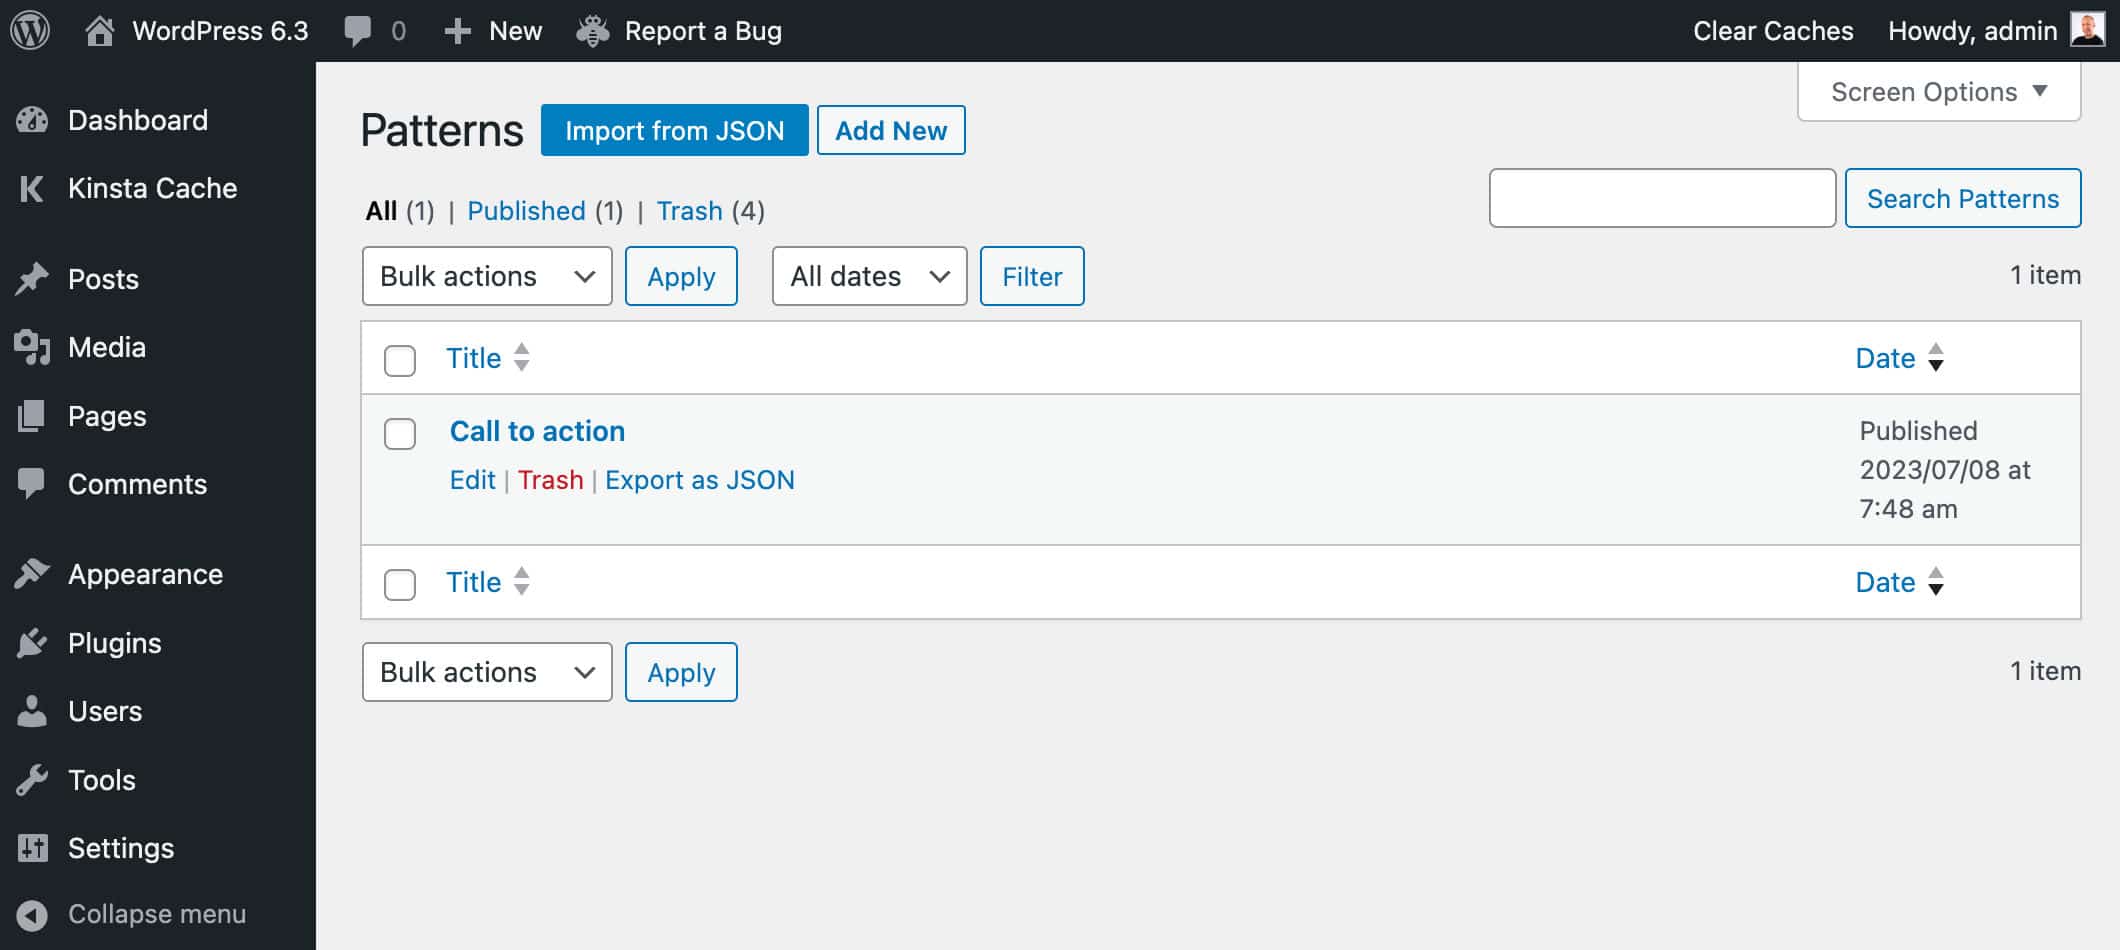 WordPress 6.3 0 New Report a Bug Clear Caches Howdy, admin
Screen Options
Dashboard
Kinsta Cache
Posts
Media
Pages
Comments
Appearance
Plugins
Users
Tools
Settings
Collapse menu
Patterns Import from JSON Add New
Search Patterns
All (1) | Published (1) | Trash (4)
Bulk actions Apply All dates Filter 1 item
Title Date
Call to action
Edit | Trash | Export as JSON
Published
2023/07/08 at
7:48 am
Title Date
Bulk actions Apply 1 item